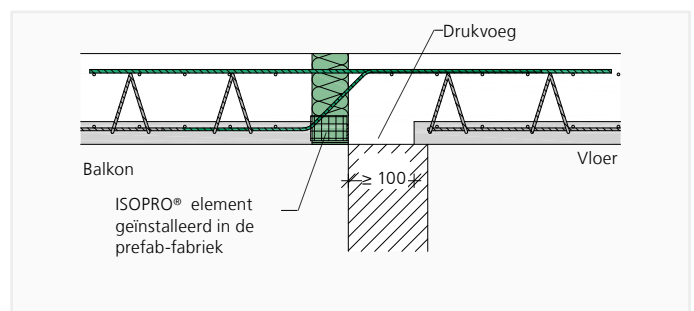 Drukvoeg
Balkon
Vloer
≥ 100
ISOPRO® element
geïnstalleerd in de
prefab-fabriek